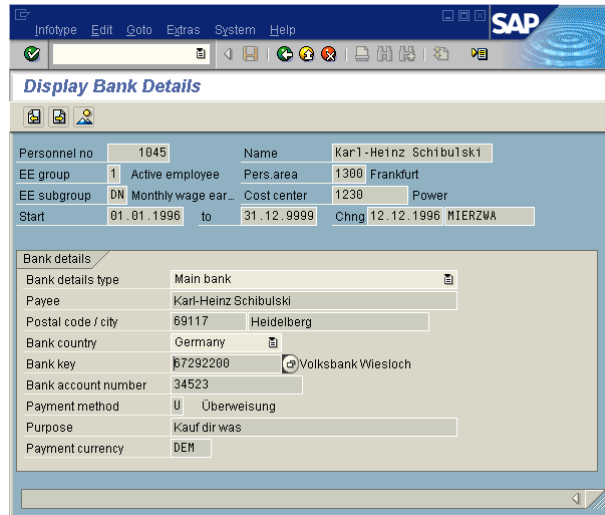 Infotype Edit Goto Extras System Help
SAP
Display Bank Details
Personnel no 1045 Name Karl-Heinz Schibulski
EE group 1 Active employee Pers.area 1300 Frankfurt
EE subgroup DN Monthly wage ear... Cost center 1230 Power
Start 01.01.1996 to 31.12.9999 Chng 12.12.1996 MIERZWA
Bank details
Bank details type Main bank
Payee Karl-Heinz Schibulski
Postal code / city 69117 Heidelberg
Bank country Germany
Bank key 67292200 Volksbank Wiesloch
Bank account number 34523
Payment method U Überweisung
Purpose Kauf dir was
Payment currency DEM